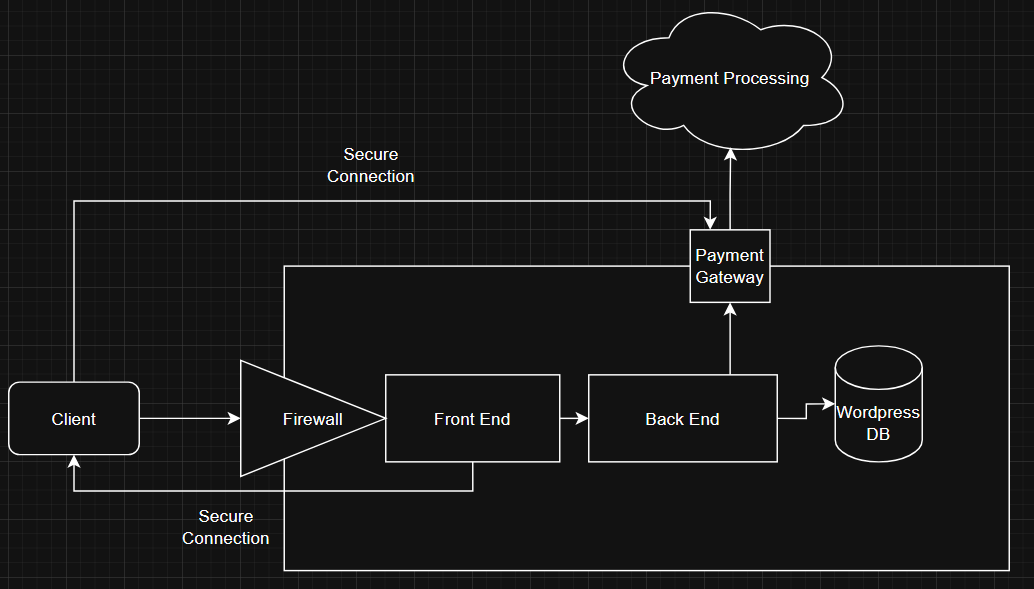 Payment Processing
Secure
Connection
Payment
Gateway
Client
Firewall
Front End
Back End
Wordpress
DB
Secure
Connection